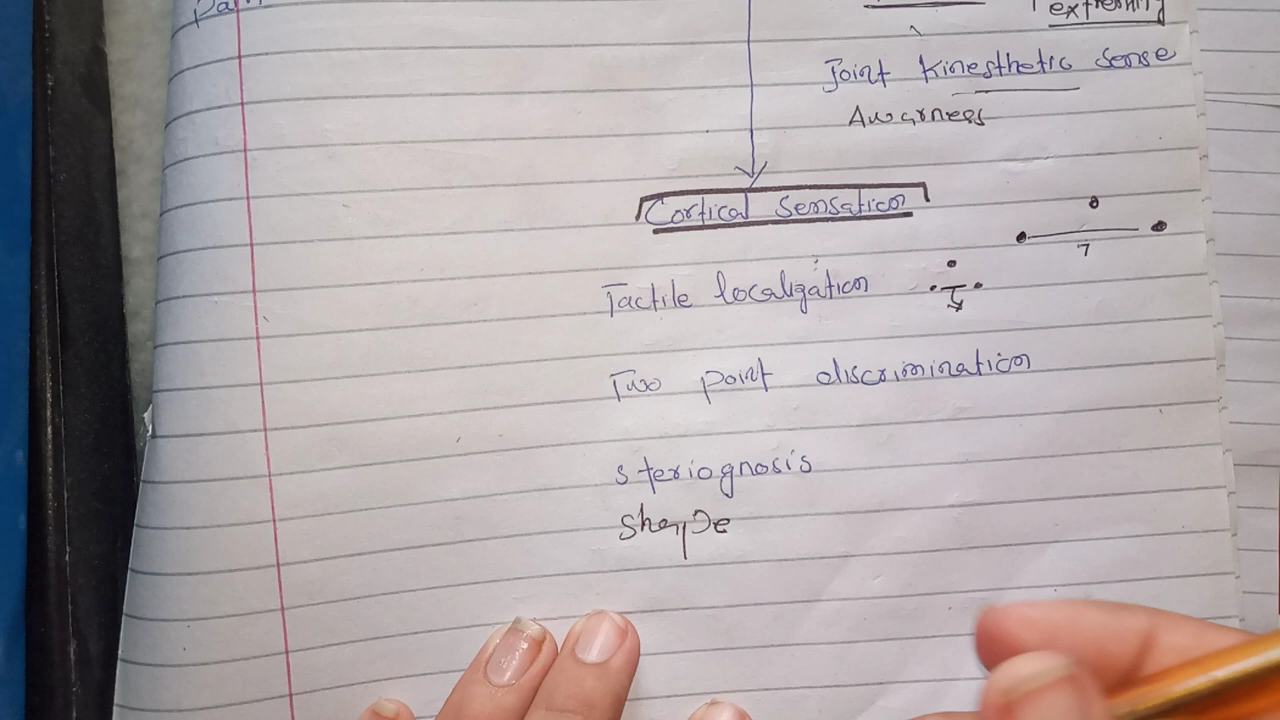 extremity
Joint Kinesthetic sense
Awarness
Cortical sensation
7
Tactile localization
Two point discrimination
steriognosis
shape